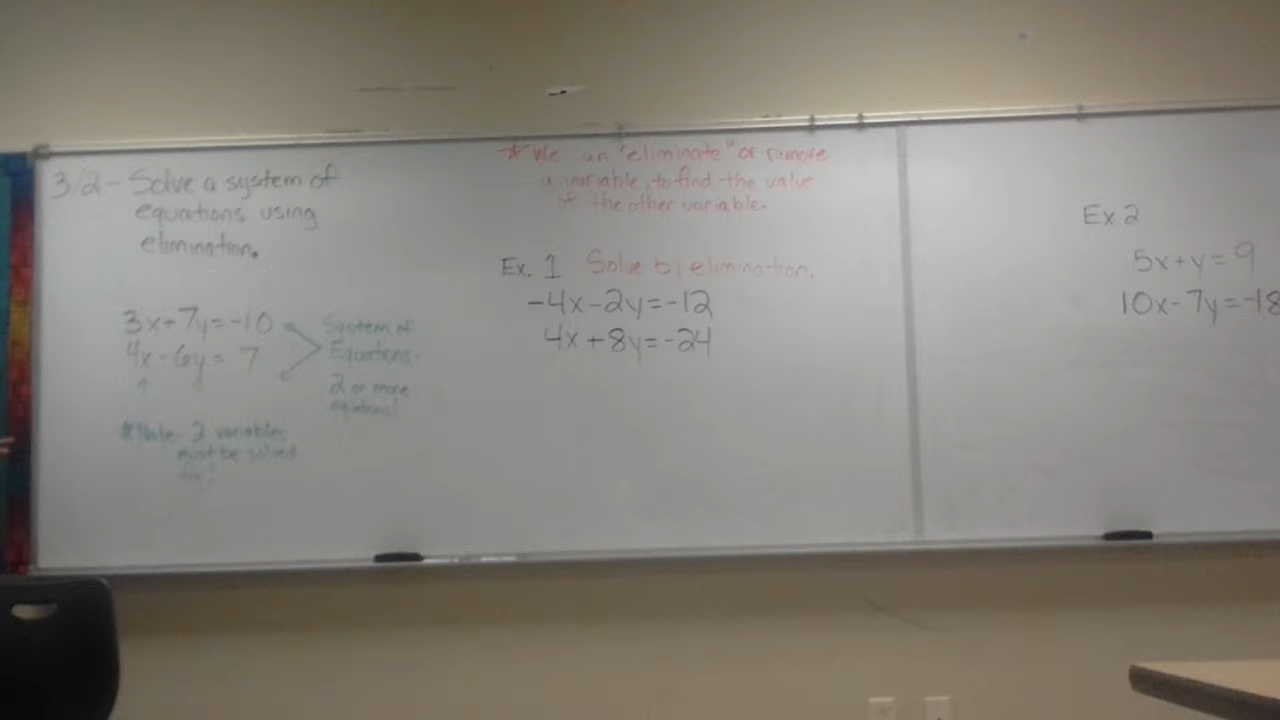 3/2- Solve a system of
equations using
elimination.
3x-7y=-10
4x-6y= 7
System of
Equations-
2 or more
equations!
*Note- 2 variables
must be solved
for!
*We can "eliminate" or remove
a variable, to find the value
of the other variable.
Ex. 1 Solve by elimination.
-4x-2y=-12
4x+8y=-24
Ex 2
5x+y=9
10x-7y=-18